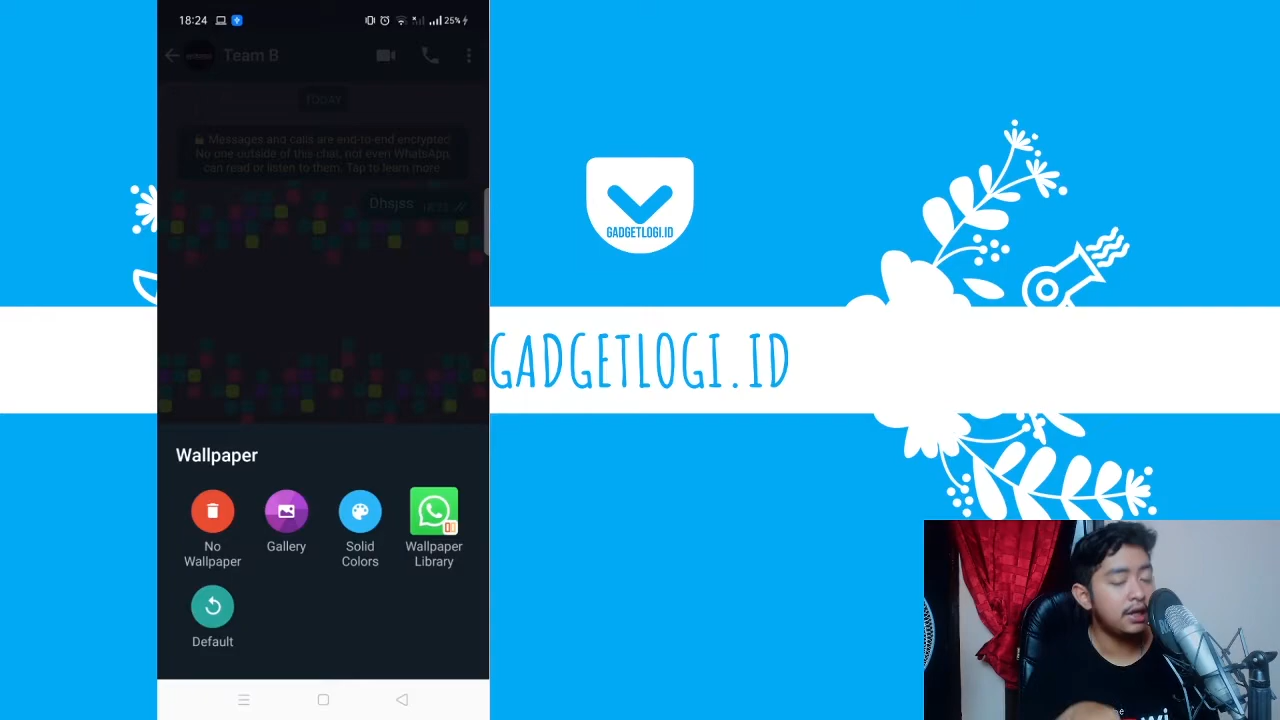 18:24
25%
Team B
TODAY
Messages and calls are end-to-end encrypted.
No one outside of this chat, not even WhatsApp,
can read or listen to them. Tap to learn more.
Dhsjss
GADGETLOGI.ID
GADGETLOGI.ID
Wallpaper
No
Wallpaper
Gallery
Solid
Colors
Wallpaper
Library
Default